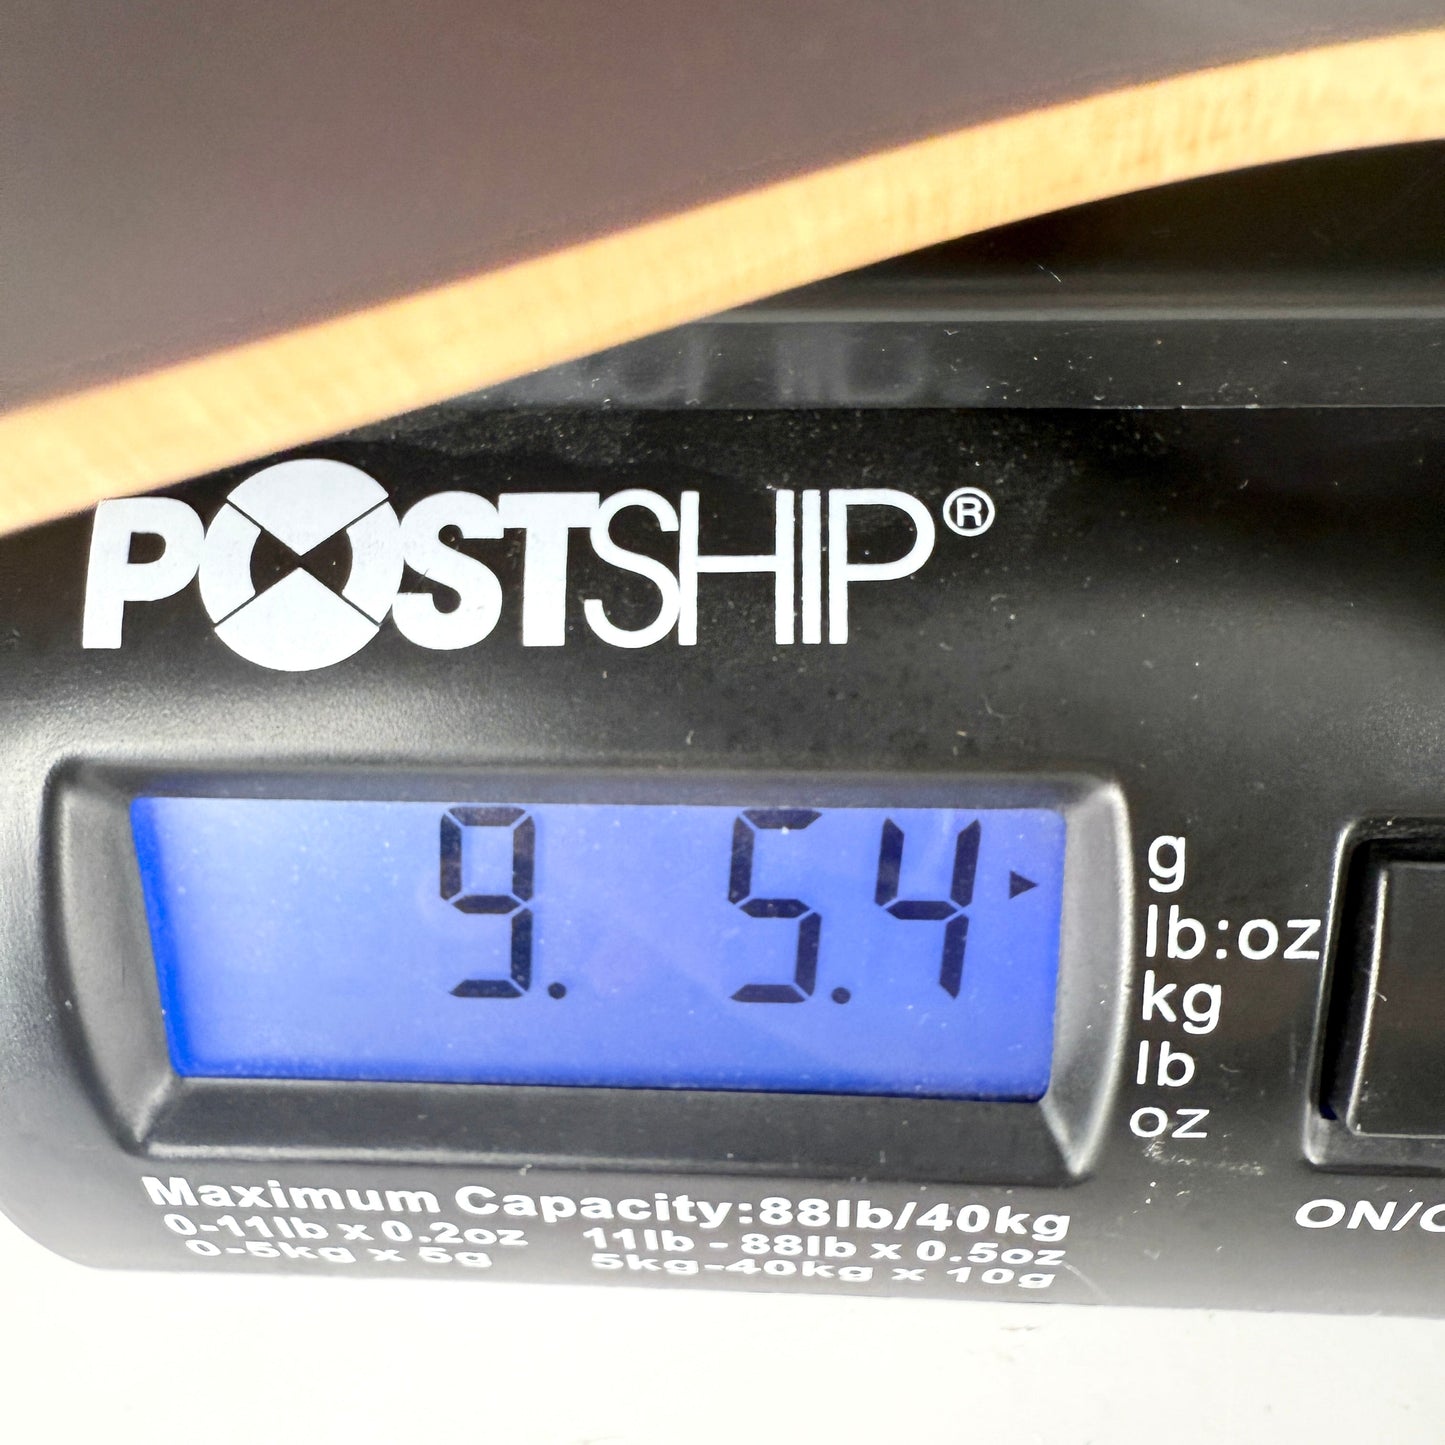 POSTSHIP®
9. 5.4
g
lb:oz
kg
lb
oz
Maximum Capacity:88lb/40kg
0-11lb x 0.2oz 11lb - 88lb x 0.5oz
0-5kg x 5g 5kg-40kg x 10g